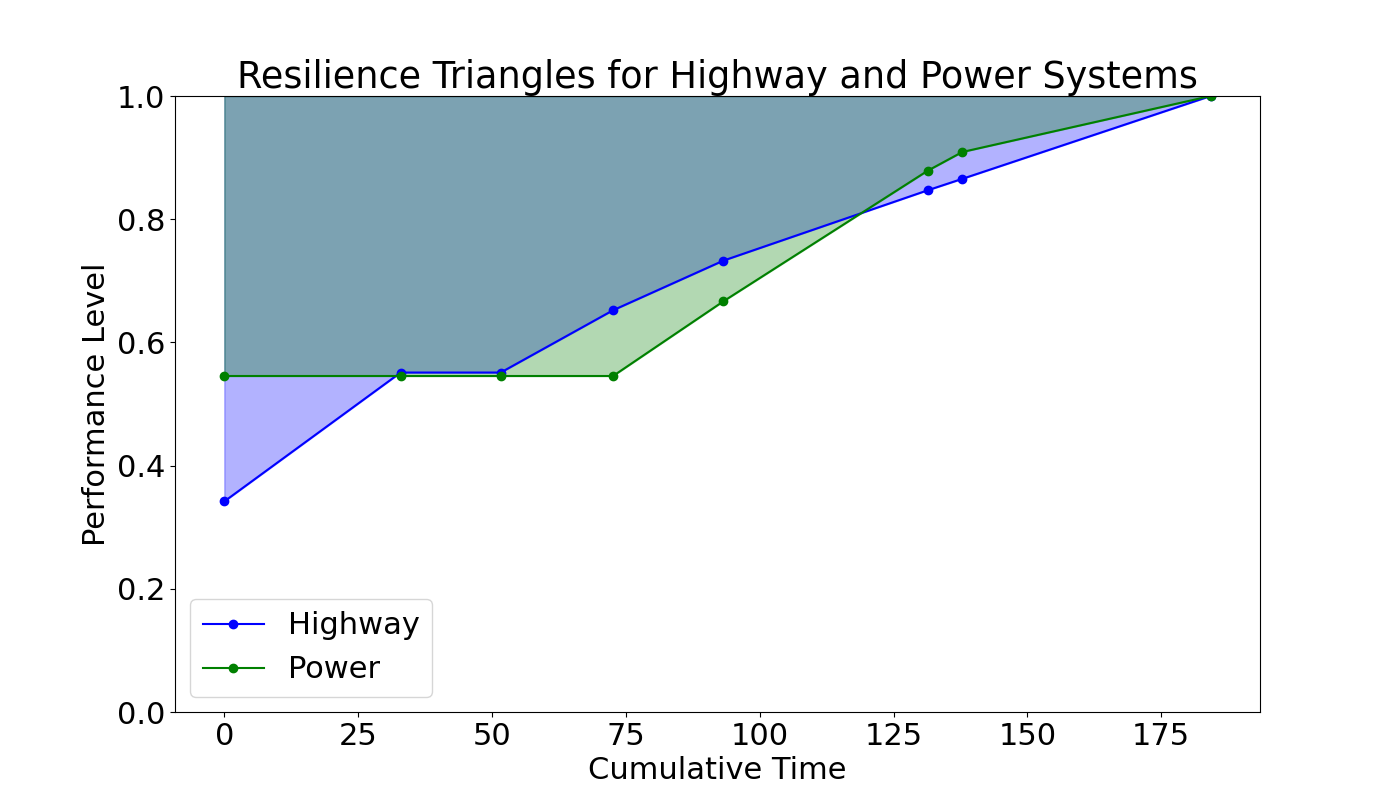 Resilience Triangles for Highway and Power Systems
1.0
0.8
0.6
0.4
0.2
0.0
Performance Level
Highway
Power
0 25 50 75 100 125 150 175
Cumulative Time